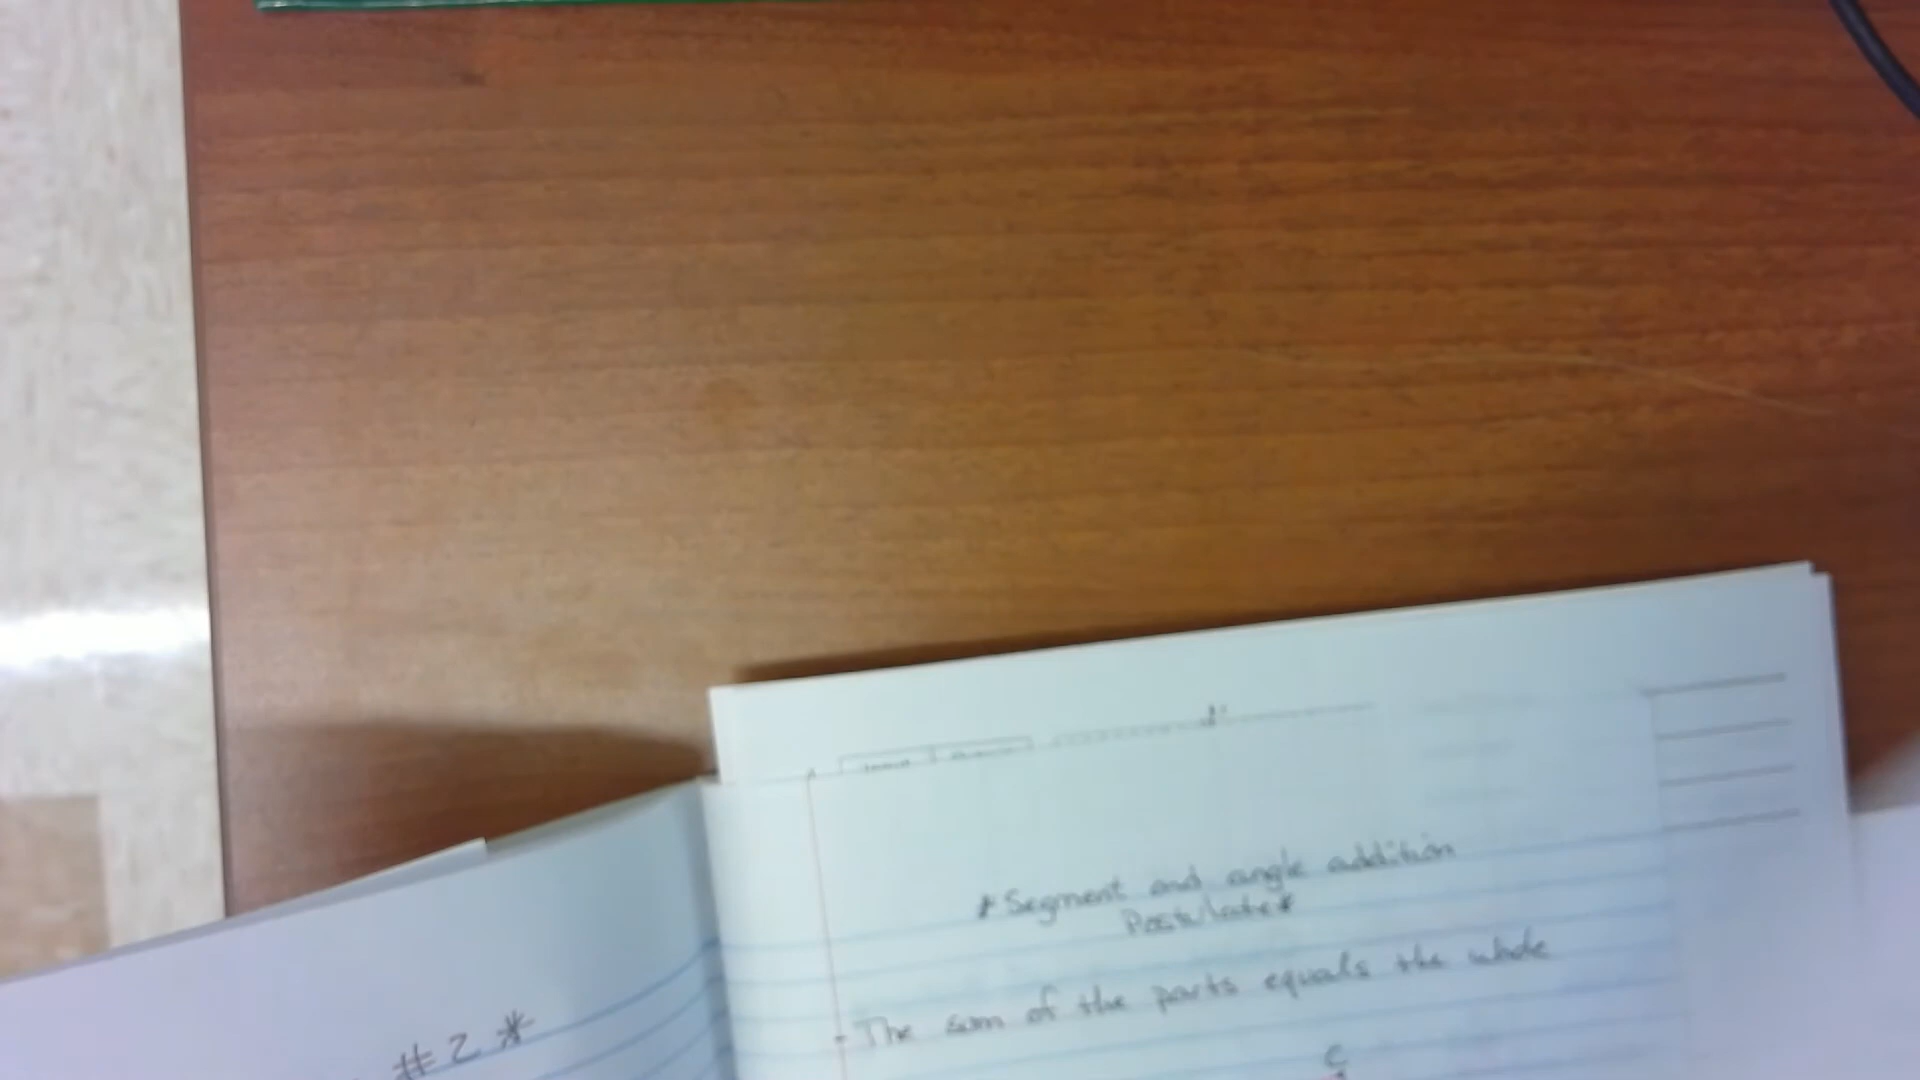 #2 *
*Segment and angle addition
Postulate*
- The sum of the parts equals the whole
C